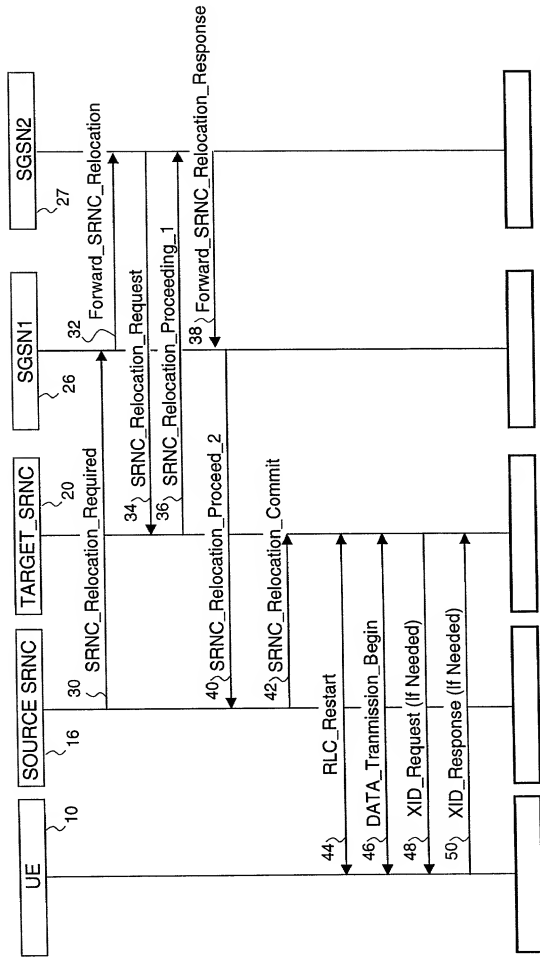 UE
10
SOURCE SRNC
16
TARGET_SRNC
20
SGSN1
26
SGSN2
27
30 SRNC_Relocation_Required
32 Forward_SRNC_Relocation
34 SRNC_Relocation_Request
36 SRNC_Relocation_Proceeding_1
38 Forward_SRNC_Relocation_Response
40 SRNC_Relocation_Proceed_2
42 SRNC_Relocation_Commit
44 RLC_Restart
46 DATA_Tranmission_Begin
48 XID_Request (If Needed)
50 XID_Response (If Needed)